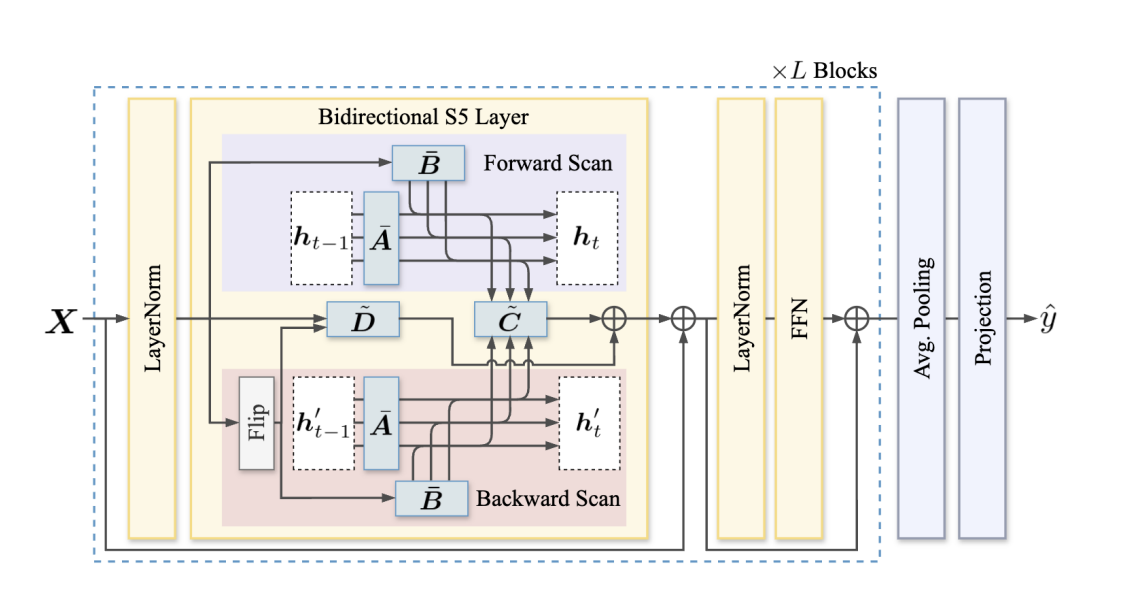 ×L Blocks
Bidirectional S5 Layer
Forward Scan
B̄
h_{t−1}
Ā
h_t
X
LayerNorm
D̃
C̃
LayerNorm
FFN
Avg. Pooling
Projection
ŷ
Flip
h′_{t−1}
Ā
h′_t
B̄
Backward Scan